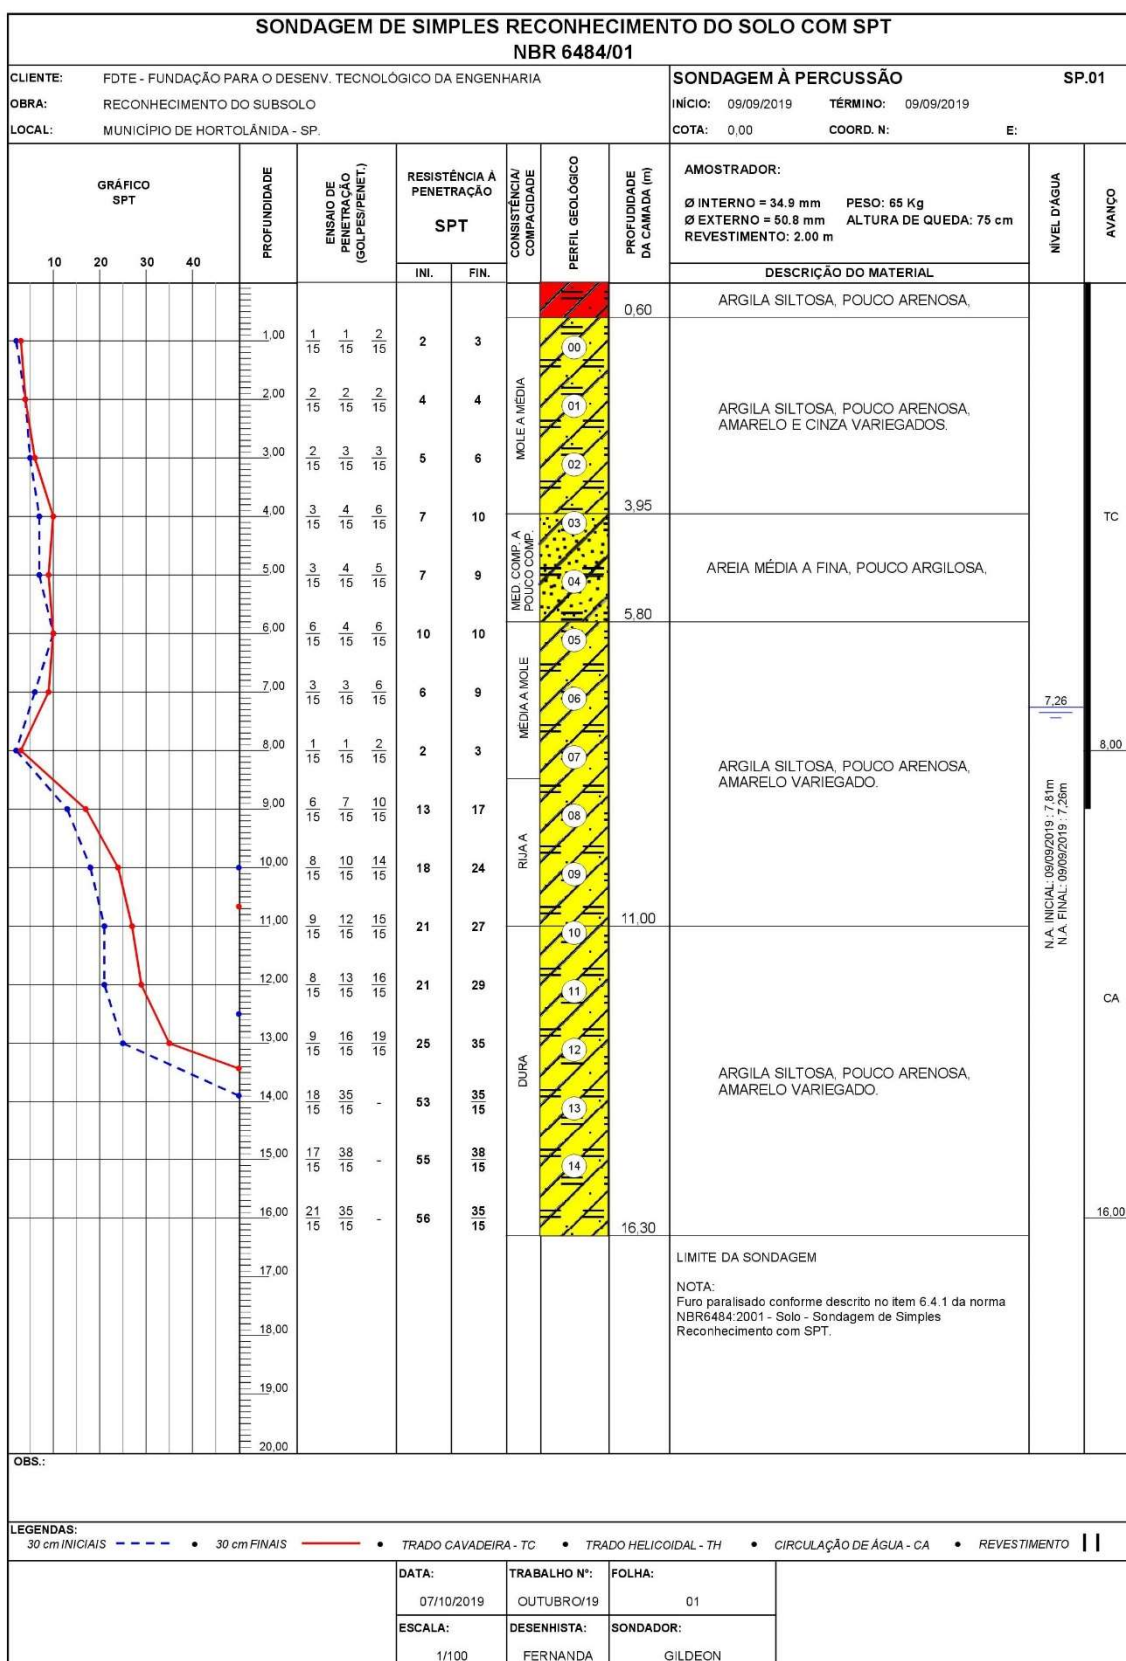 SONDAGEM DE SIMPLES RECONHECIMENTO DO SOLO COM SPT
NBR 6484/01
CLIENTE: FDTE - FUNDAÇÃO PARA O DESENV. TECNOLÓGICO DA ENGENHARIA
OBRA: RECONHECIMENTO DO SUBSOLO
LOCAL: MUNICÍPIO DE HORTOLÂNIDA - SP.
SONDAGEM À PERCUSSÃO SP.01
INÍCIO: 09/09/2019 TÉRMINO: 09/09/2019
COTA: 0,00 COORD. N: E:
GRÁFICO
SPT
10 20 30 40
PROFUNDIDADE
ENSAIO DE
PENETRAÇÃO
(GOLPES/PENET.)
RESISTÊNCIA À
PENETRAÇÃO
SPT
INI. FIN.
CONSISTÊNCIA/
COMPACIDADE
PERFIL GEOLÓGICO
PROFUDIDADE
DA CAMADA (m)
AMOSTRADOR:
Ø INTERNO = 34.9 mm PESO: 65 Kg
Ø EXTERNO = 50.8 mm ALTURA DE QUEDA: 75 cm
REVESTIMENTO: 2.00 m
DESCRIÇÃO DO MATERIAL
NÍVEL D'ÁGUA
AVANÇO
1,00 1/15 1/15 2/15 2 3
2,00 2/15 2/15 2/15 4 4
3,00 2/15 3/15 3/15 5 6
4,00 3/15 4/15 6/15 7 10
5,00 3/15 4/15 5/15 7 9
6,00 6/15 4/15 6/15 10 10
7,00 3/15 3/15 6/15 6 9
8,00 1/15 1/15 2/15 2 3
9,00 6/15 7/15 10/15 13 17
10,00 8/15 10/15 14/15 18 24
11,00 9/15 12/15 15/15 21 27
12,00 8/15 13/15 16/15 21 29
13,00 9/15 16/15 19/15 25 35
14,00 18/15 35/15 - 53 35/15
15,00 17/15 38/15 - 55 38/15
16,00 21/15 35/15 - 56 35/15
17,00
18,00
19,00
20,00
MOLE A MÉDIA
MED. COMP. A
POUCO COMP.
MÉDIA A MOLE
RIJA A
DURA
00
01
02
03
04
05
06
07
08
09
10
11
12
13
14
0,60
3,95
5,80
11,00
16,30
ARGILA SILTOSA, POUCO ARENOSA,
ARGILA SILTOSA, POUCO ARENOSA,
AMARELO E CINZA VARIEGADOS.
AREIA MÉDIA A FINA, POUCO ARGILOSA,
ARGILA SILTOSA, POUCO ARENOSA,
AMARELO VARIEGADO.
ARGILA SILTOSA, POUCO ARENOSA,
AMARELO VARIEGADO.
LIMITE DA SONDAGEM
NOTA:
Furo paralisado conforme descrito no item 6.4.1 da norma
NBR6484:2001 - Solo - Sondagem de Simples
Reconhecimento com SPT.
7,26
N.A. INICIAL: 09/09/2019 : 7,81m
N.A. FINAL: 09/09/2019 : 7,26m
TC
8,00
CA
16,00
OBS.:
LEGENDAS:
30 cm INICIAIS • 30 cm FINAIS • TRADO CAVADEIRA - TC • TRADO HELICOIDAL - TH • CIRCULAÇÃO DE ÁGUA - CA • REVESTIMENTO
DATA: TRABALHO Nº: FOLHA:
07/10/2019 OUTUBRO/19 01
ESCALA: DESENHISTA: SONDADOR:
1/100 FERNANDA GILDEON